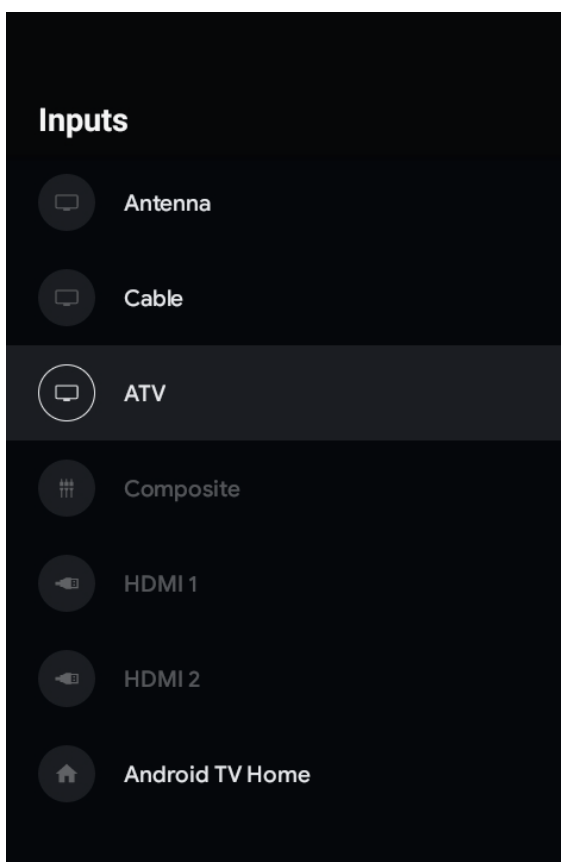 Inputs
Antenna
Cable
ATV
Composite
HDMI 1
HDMI 2
Android TV Home